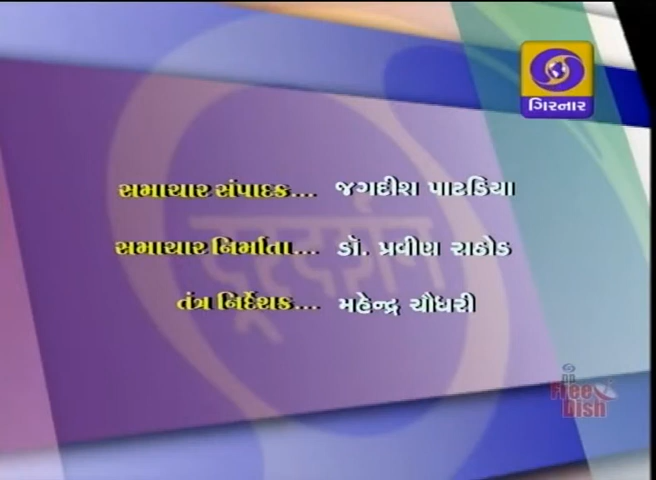 ગિરનાર
સમાચાર સંપાદક.... જગદીશ પાટડિયા
સમાચાર નિર્માતા.... ડૉ. પ્રવીણ રાઠોડ
તંત્ર નિર્દેશક.... મહેન્દ્ર ચૌધરી
दूरदर्शन
Free
Dish